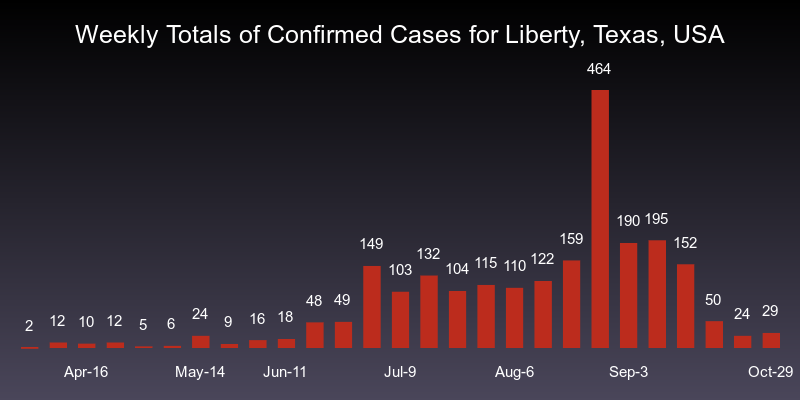 Weekly Totals of Confirmed Cases for Liberty, Texas, USA
2 12 10 12 5 6 24 9 16 18 48 49 149 103 132 104 115 110 122 159 464 190 195 152 50 24 29
Apr-16 May-14 Jun-11 Jul-9 Aug-6 Sep-3 Oct-29